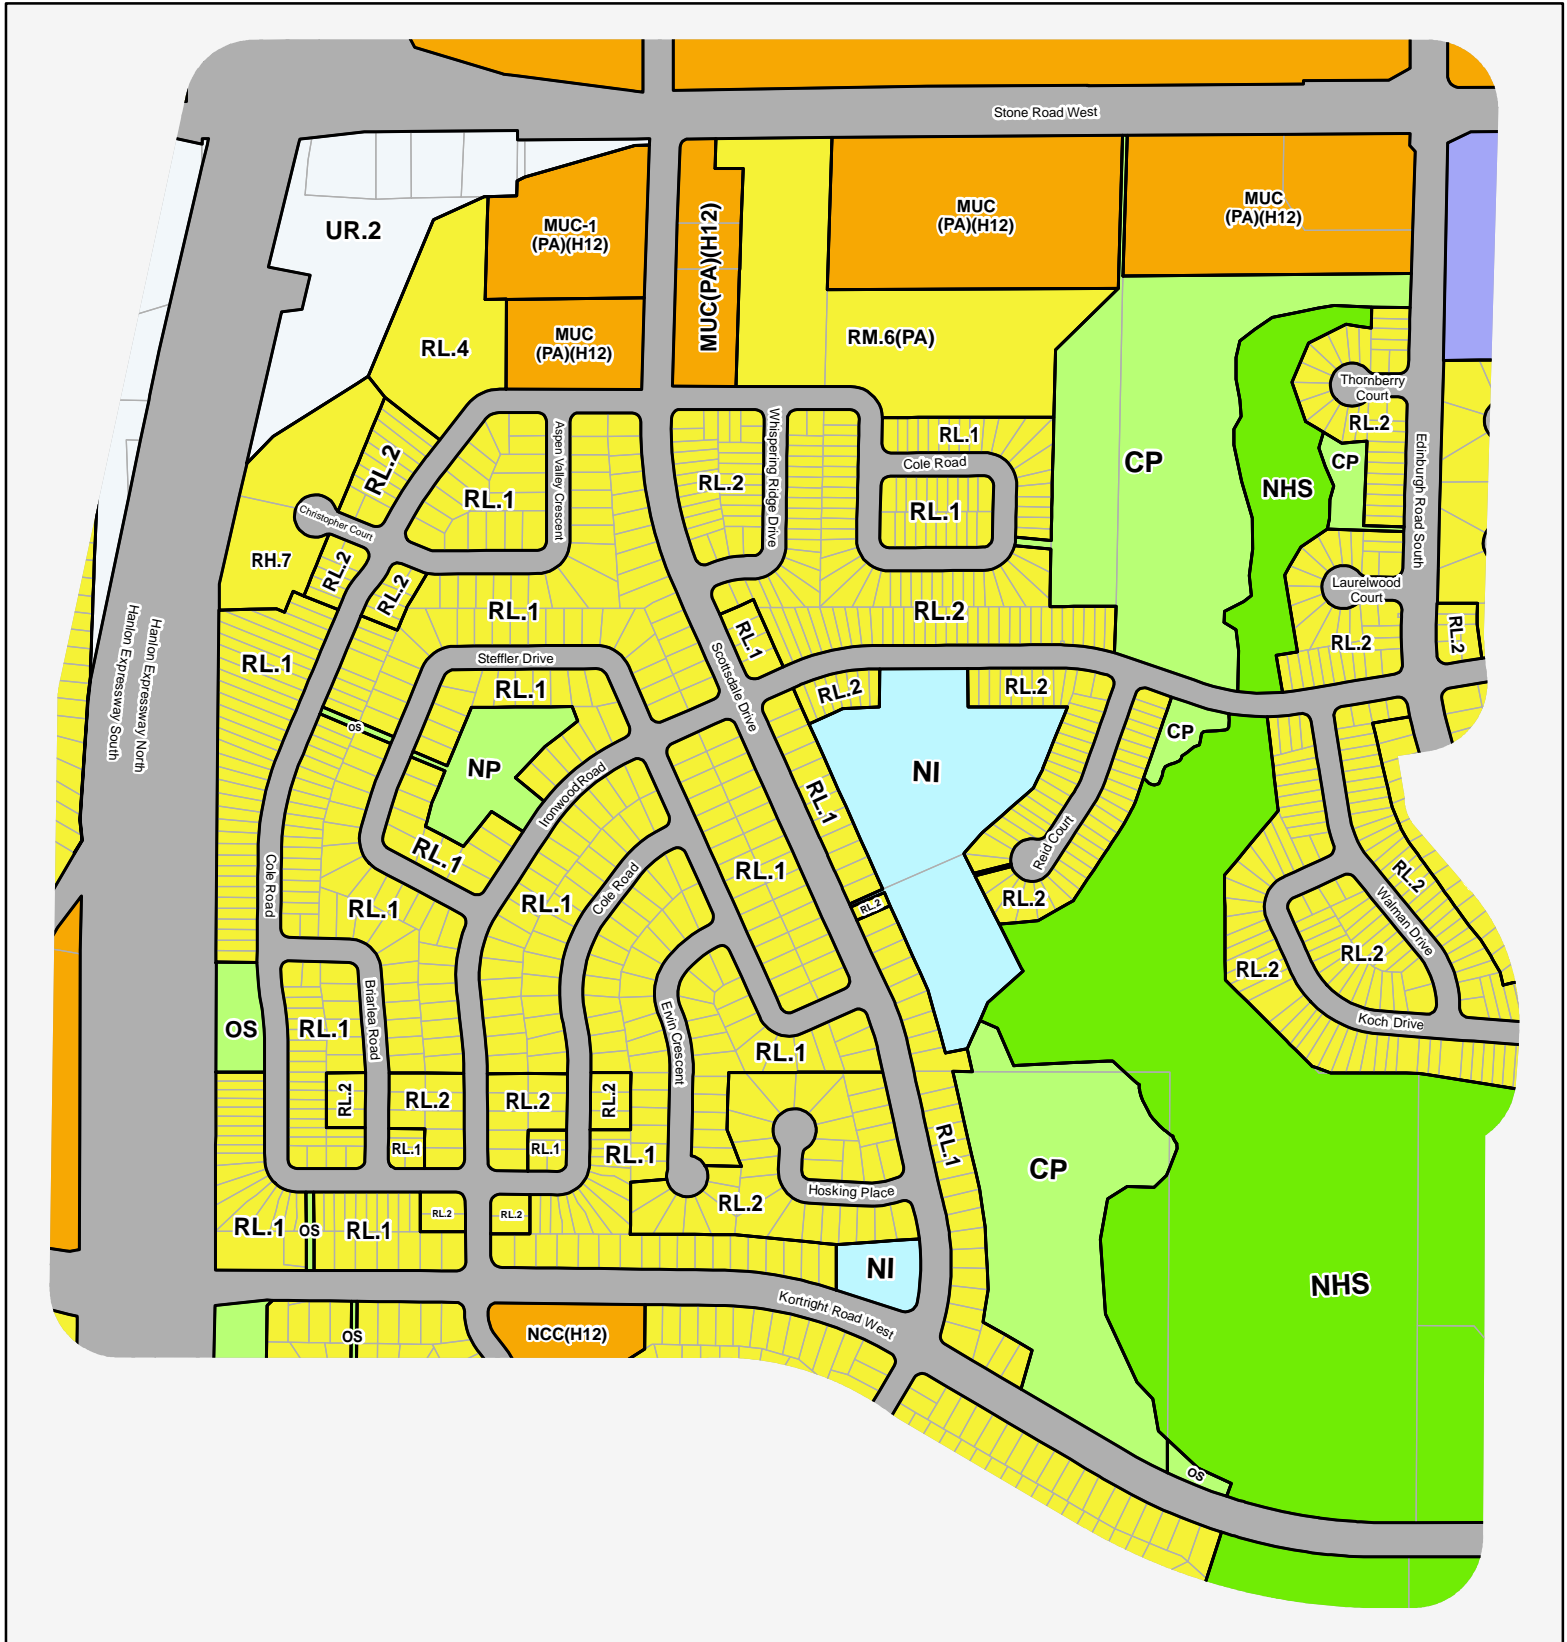 Stone Road West
UR.2
MUC-1
(PA)(H12)
MUC(PA)(H12)
MUC
(PA)(H12)
MUC
(PA)(H12)
RL.4
MUC
(PA)(H12)
RM.6(PA)
Thornberry
Court
RL.2
Aspen Valley Crescent
Whispering Ridge Drive
RL.1
Cole Road
CP
CP
NHS
Edinburgh Road South
RL.2
RL.1
RL.2
RL.1
Christopher Court
RH.7
RL.2
RL.2
RL.1
RL.2
Laurelwood
Court
RL.2
RL.2
Hanlon Expressway South
Hanlon Expressway North
RL.1
Steffler Drive
RL.1
RL.1
Scottsdale Drive
RL.2
RL.2
OS
CP
NP
NI
Ironwood Road
RL.1
RL.1
Reid Court
RL.2
Cole Road
RL.1
RL.1
Cole Road
RL.1
RL.2
RL.2
RL.2
Walman Drive
RL.2
RL.2
Koch Drive
OS
RL.1
Briarlea Road
Ervin Crescent
RL.1
RL.2
RL.2
RL.2
RL.2
RL.1
RL.1
RL.1
RL.1
CP
Hosking Place
RL.2
RL.1
OS
RL.1
RL.2
RL.2
NI
NHS
Kortright Road West
OS
NCC(H12)
OS